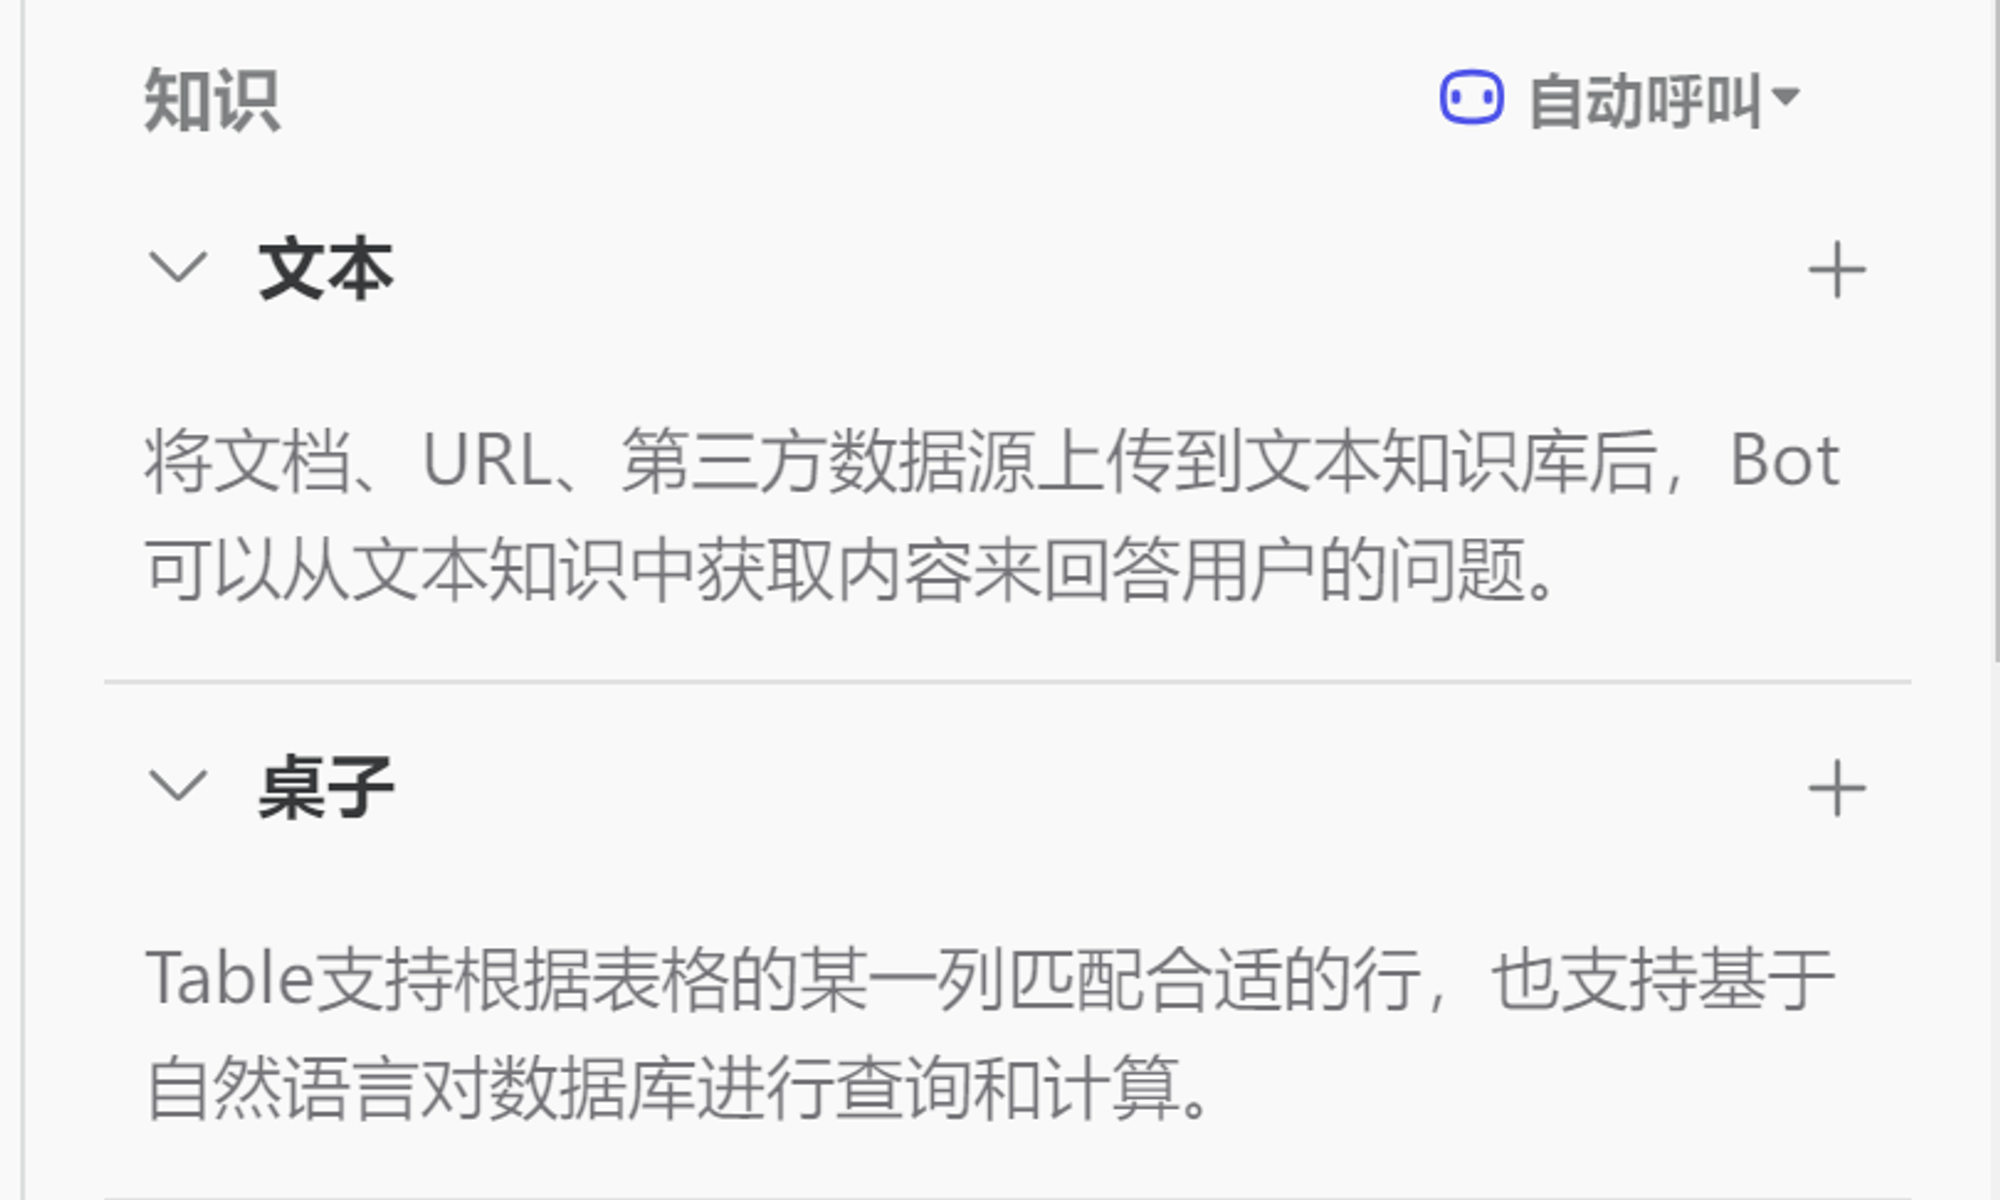 知识
自动呼叫
文本
将文档、URL、第三方数据源上传到文本知识库后，Bot
可以从文本知识中获取内容来回答用户的问题。
桌子
Table支持根据表格的某一列匹配合适的行，也支持基于
自然语言对数据库进行查询和计算。